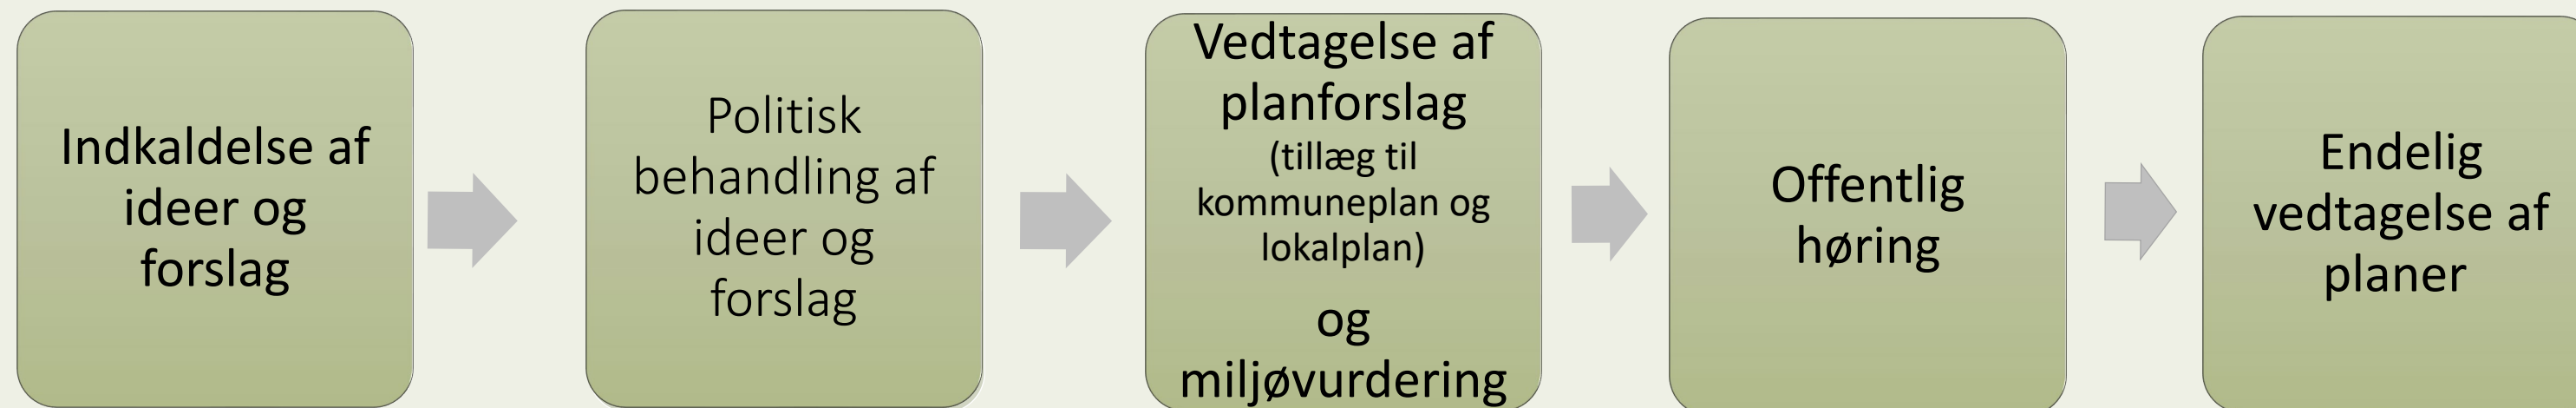 Indkaldelse af
ideer og
forslag
Politisk
behandling af
ideer og
forslag
Vedtagelse af
planforslag
(tillæg til
kommuneplan og
lokalplan)
og
miljøvurdering
Offentlig
høring
Endelig
vedtagelse af
planer